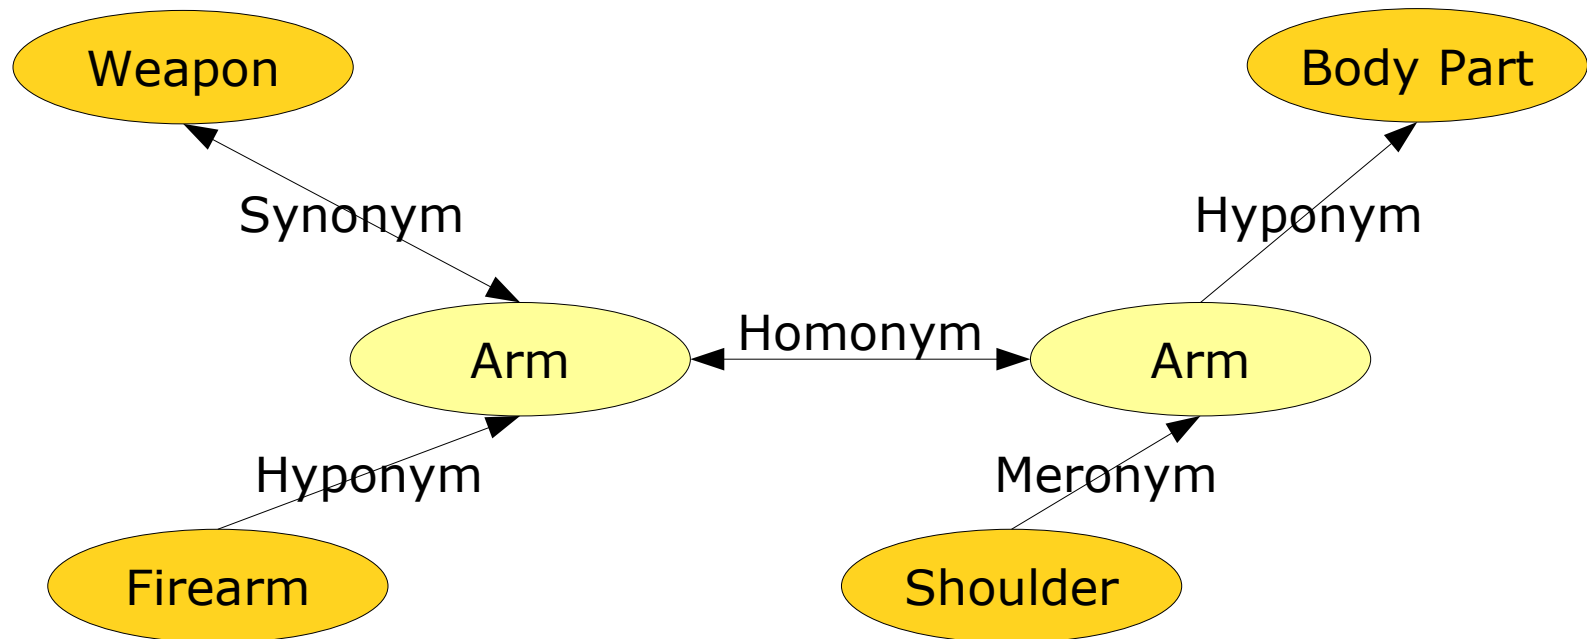 Weapon
Body Part
Synonym
Hyponym
Homonym
Arm
Arm
Hyponym
Meronym
Firearm
Shoulder